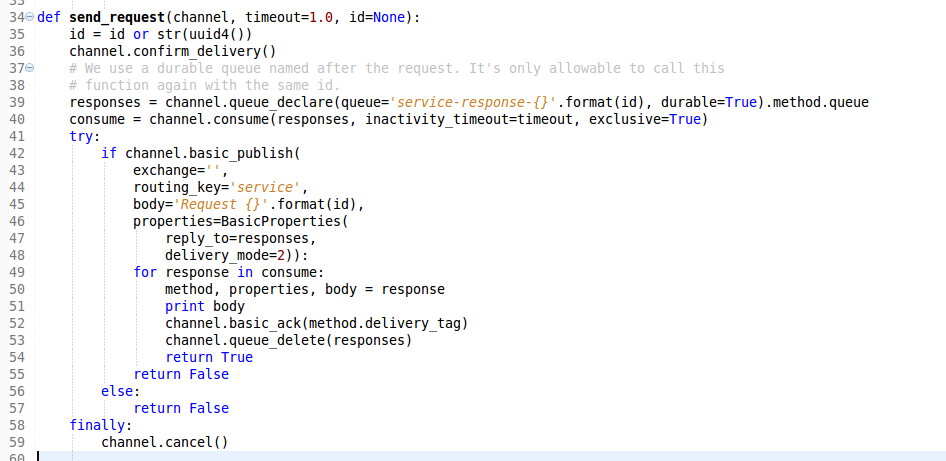 33
34 def send_request(channel, timeout=1.0, id=None):
35     id = id or str(uuid4())
36     channel.confirm_delivery()
37     # We use a durable queue named after the request. It's only allowable to call this
38     # function again with the same id.
39     responses = channel.queue_declare(queue='service-response-{}'.format(id), durable=True).method.queue
40     consume = channel.consume(responses, inactivity_timeout=timeout, exclusive=True)
41     try:
42         if channel.basic_publish(
43             exchange='',
44             routing_key='service',
45             body='Request {}'.format(id),
46             properties=BasicProperties(
47                 reply_to=responses,
48                 delivery_mode=2)):
49             for response in consume:
50                 method, properties, body = response
51                 print body
52                 channel.basic_ack(method.delivery_tag)
53                 channel.queue_delete(responses)
54                 return True
55             return False
56         else:
57             return False
58     finally:
59         channel.cancel()
60